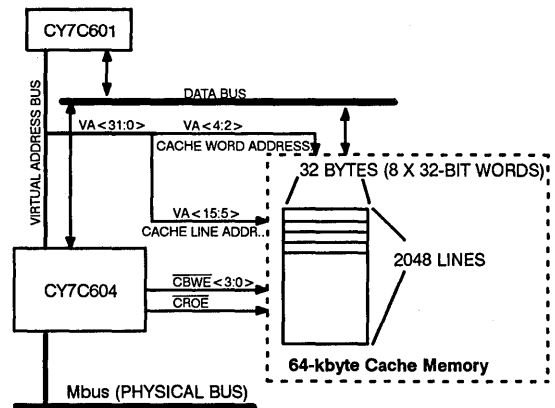 CY7C601
DATA BUS
VIRTUAL ADDRESS BUS
VA<31:0>
VA<4:2>
CACHE WORD ADDRESS
32 BYTES (8 X 32-BIT WORDS)
VA<15:5>
CACHE LINE ADDR..
2048 LINES
CY7C604
CBWE<3:0>
CROE
64-kbyte Cache Memory
Mbus (PHYSICAL BUS)